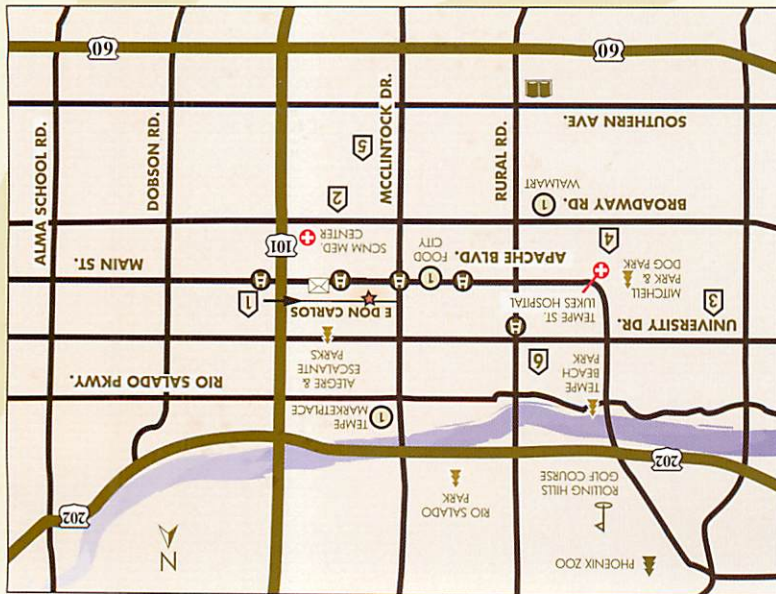 PHOENIX ZOO
N
ROLLING HILLS
GOLF COURSE
RIO SALADO
PARK
202
202
TEMPE
BEACH
PARK
6
TEMPE
MARKETPLACE
1
RIO SALADO PKWY.
ALEGRE &
ESCALANTE
PARKS
UNIVERSITY DR.
3
TEMPE ST.
LUKES HOSPITAL
E DON CARLOS
1
MITCHELL
PARK &
DOG PARK
4
APACHE BLVD.
1
FOOD
CITY
MAIN ST.
SCNM MED.
CENTER
101
BROADWAY RD.
1
WALMART
2
5
SOUTHERN AVE.
60
60
RURAL RD.
MCCLINTOCK DR.
DOBSON RD.
ALMA SCHOOL RD.